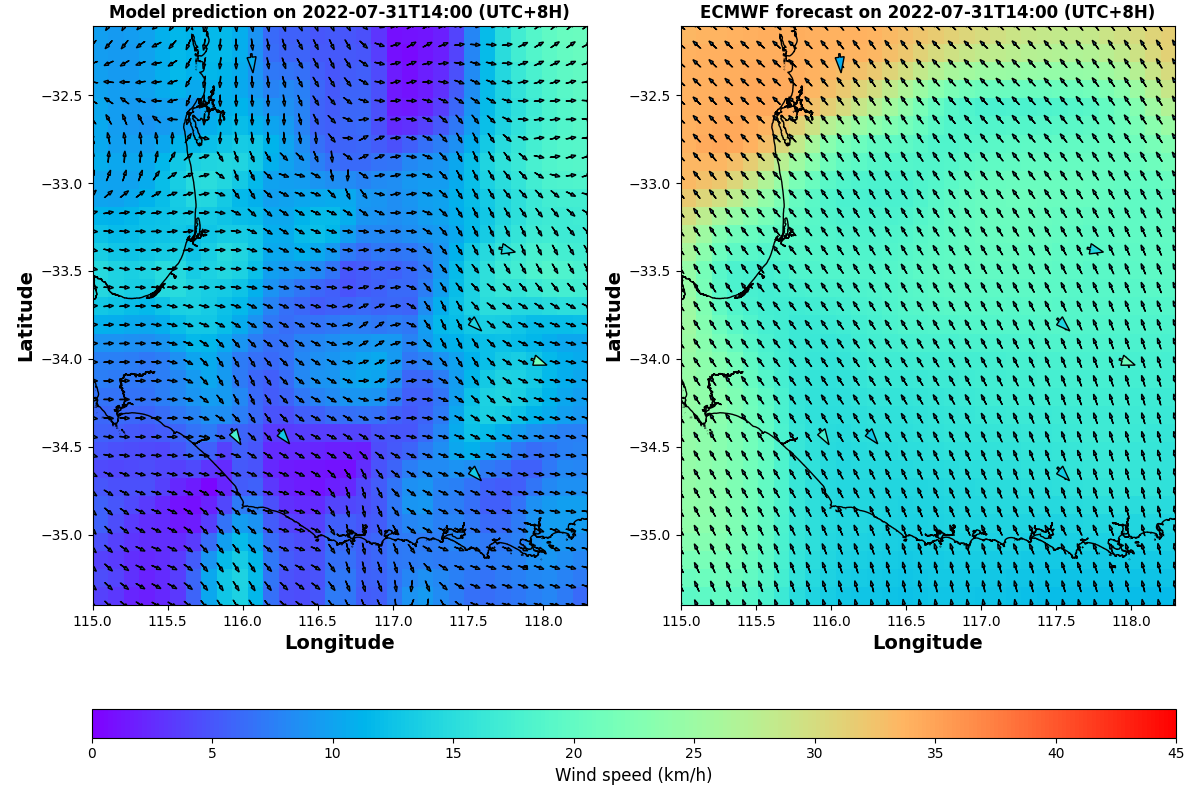 Model prediction on 2022-07-31T14:00 (UTC+8H)
ECMWF forecast on 2022-07-31T14:00 (UTC+8H)
Latitude
−32.5
−33.0
−33.5
−34.0
−34.5
−35.0
115.0 115.5 116.0 116.5 117.0 117.5 118.0
Longitude
Latitude
−32.5
−33.0
−33.5
−34.0
−34.5
−35.0
115.0 115.5 116.0 116.5 117.0 117.5 118.0
Longitude
0 5 10 15 20 25 30 35 40 45
Wind speed (km/h)